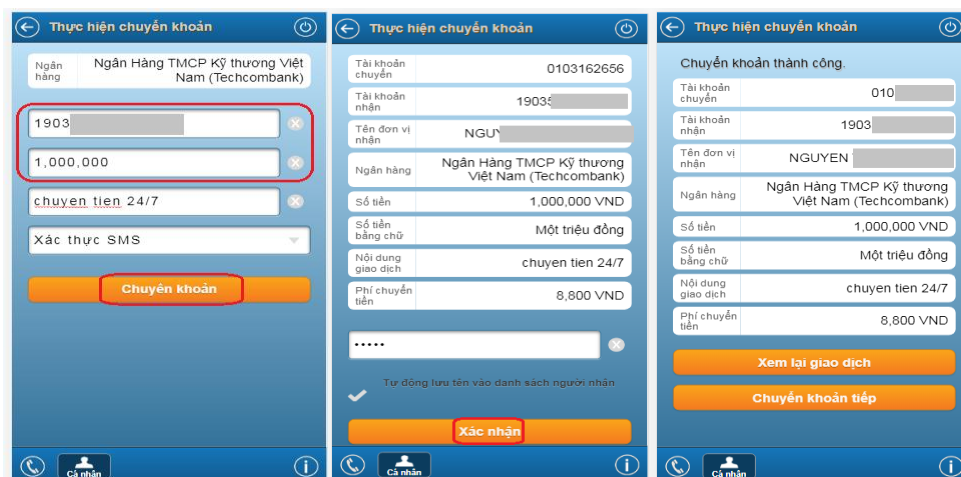 Thực hiện chuyển khoản
Ngân
hàng
Ngân Hàng TMCP Kỹ thương Việt
Nam (Techcombank)
1903
1,000,000
chuyen tien 24/7
Xác thực SMS
Chuyển khoản
Cá nhân
Thực hiện chuyển khoản
Tài khoản
chuyển
0103162656
Tài khoản
nhận
1903
Tên đơn vị
nhận
NGUY
Ngân hàng
Ngân Hàng TMCP Kỹ thương
Việt Nam (Techcombank)
Số tiền
1,000,000 VND
Số tiền
bằng chữ
Một triệu đồng
Nội dung
giao dịch
chuyen tien 24/7
Phí chuyển
tiền
8,800 VND
•••••
Tự động lưu tên vào danh sách người nhận
Xác nhận
Cá nhân
Thực hiện chuyển khoản
Chuyển khoản thành công.
Tài khoản
chuyển
010
Tài khoản
nhận
1903
Tên đơn vị
nhận
NGUYEN
Ngân hàng
Ngân Hàng TMCP Kỹ thương
Việt Nam (Techcombank)
Số tiền
1,000,000 VND
Số tiền
bằng chữ
Một triệu đồng
Nội dung
giao dịch
chuyen tien 24/7
Phí chuyển
tiền
8,800 VND
Xem lại giao dịch
Chuyển khoản tiếp
Cá nhân